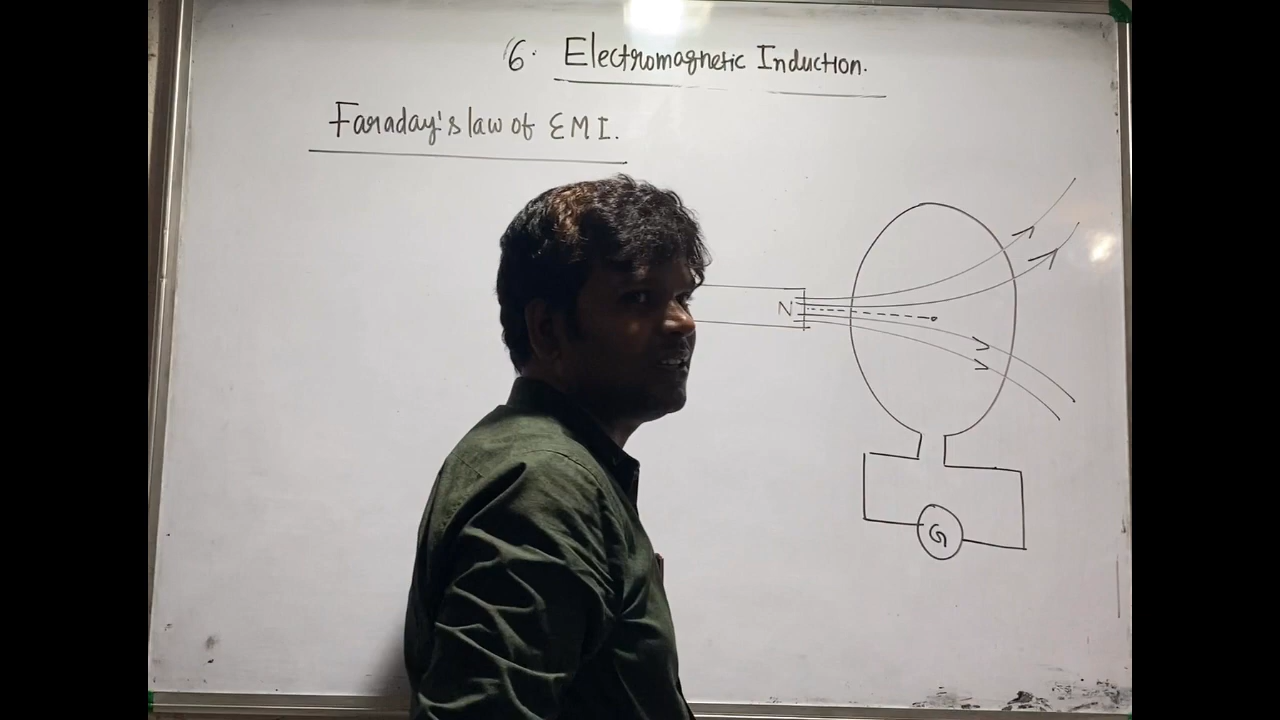 6. Electromagnetic Induction.
Faraday's law of EMI.
N
G